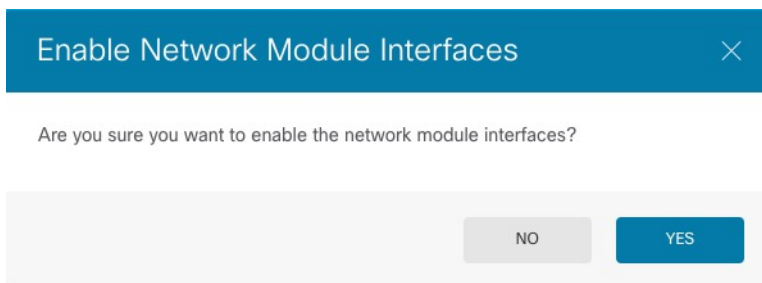 Enable Network Module Interfaces
Are you sure you want to enable the network module interfaces?
NO
YES